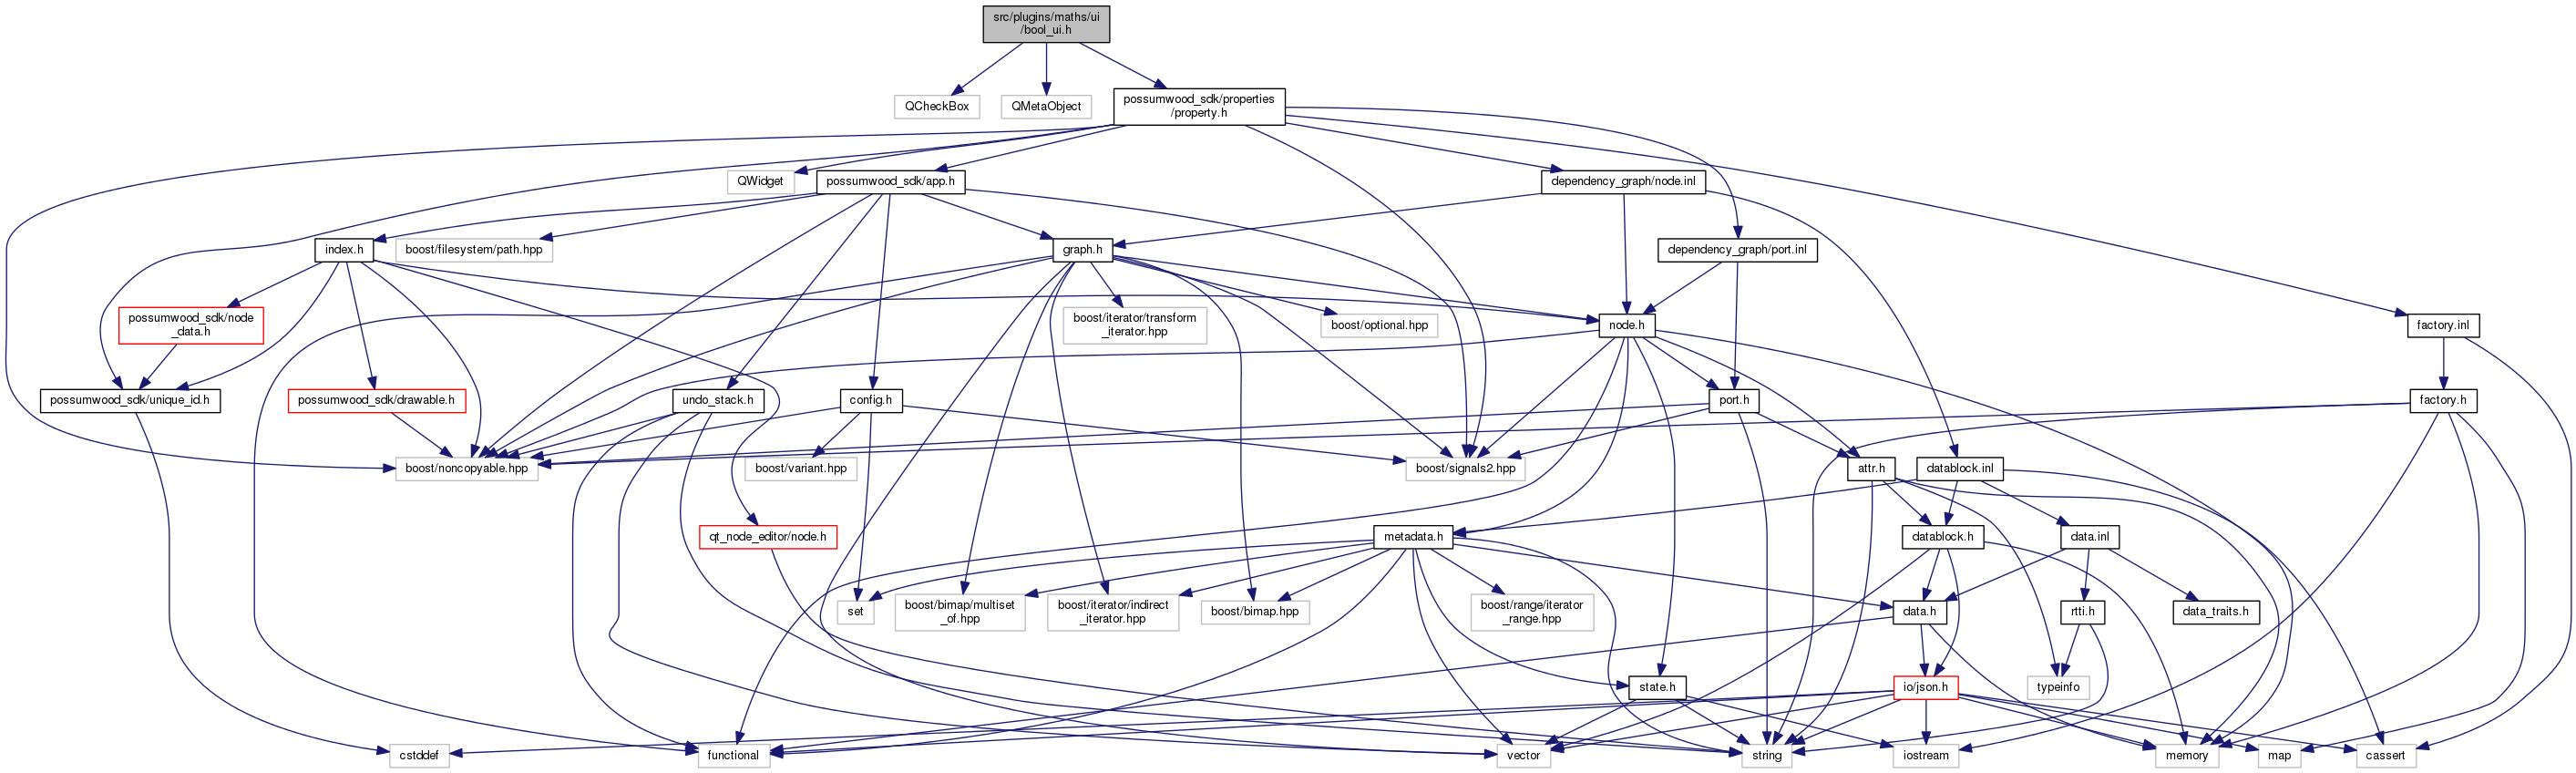 src/plugins/maths/ui
/bool_ui.h
QCheckBox
QMetaObject
possumwood_sdk/properties
/property.h
QWidget
possumwood_sdk/app.h
dependency_graph/node.inl
index.h
boost/filesystem/path.hpp
graph.h
dependency_graph/port.inl
possumwood_sdk/node
_data.h
boost/iterator/transform
_iterator.hpp
boost/optional.hpp
node.h
factory.inl
possumwood_sdk/unique_id.h
possumwood_sdk/drawable.h
undo_stack.h
config.h
port.h
factory.h
boost/noncopyable.hpp
boost/variant.hpp
boost/signals2.hpp
attr.h
datablock.inl
qt_node_editor/node.h
metadata.h
datablock.h
data.inl
set
boost/bimap/multiset
_of.hpp
boost/iterator/indirect
_iterator.hpp
boost/bimap.hpp
boost/range/iterator
_range.hpp
data.h
rtti.h
data_traits.h
state.h
io/json.h
typeinfo
cstddef
functional
vector
string
iostream
memory
map
cassert